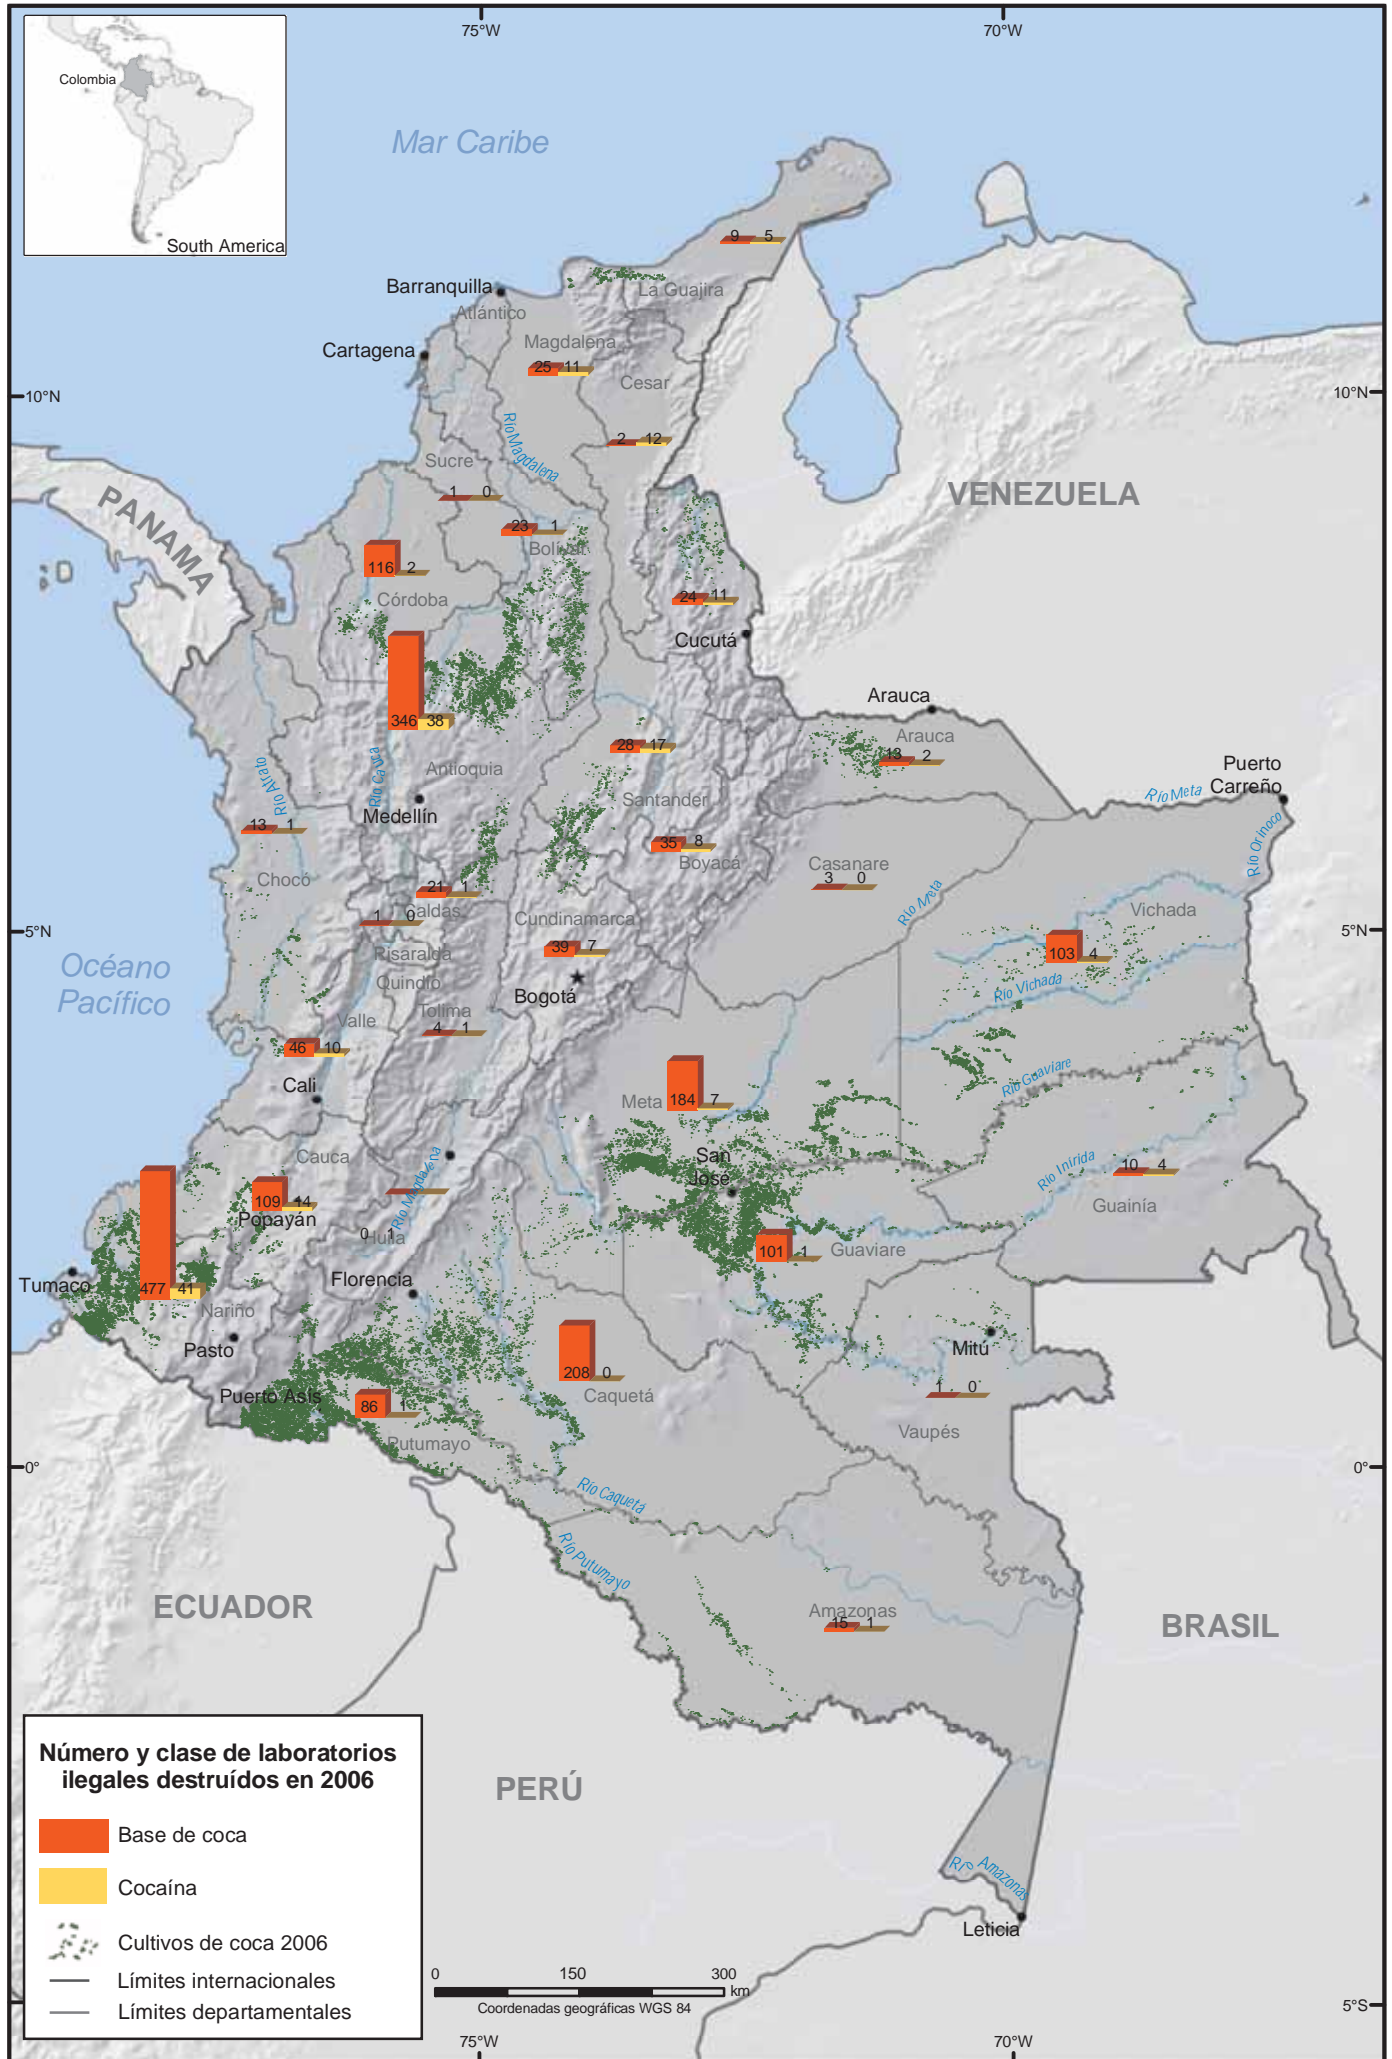 75°W
70°W
Colombia
South America
Mar Caribe
9 5
La Guajira
Barranquilla
Atlántico
Magdalena
Cartagena
25 11
Cesar
10°N
10°N
Río Magdalena
2 12
Sucre
1 0
VENEZUELA
PANAMA
23 1
Bolívar
116 2
Córdoba
24 11
Cucutá
346 38
Arauca
Arauca
13 2
28 17
Antioquia
Río Cauca
Río Atrato
Santander
Puerto
Carreño
Río Meta
Río Orinoco
Medellín
13 1
35 8
Boyacá
Casanare
3 0
Chocó
21 1
Caldas
Río Meta
Vichada
1 0
Cundinamarca
5°N
5°N
39 7
103 4
Risaralda
Océano
Pacífico
Quindío
Bogotá
Río Vichada
Valle
Tolima
4 1
46 10
Cali
Río Guaviare
184 7
Meta
Cauca
San
José
Río Inirida
10 4
Guainía
109 14
Popayán
Río Magdalena
0 1
Huila
101 1
Guaviare
Tumaco
477 41
Florencia
Nariño
Pasto
Mitú
208 0
Caquetá
Puerto Asís
86 1
1 0
Vaupés
Putumayo
0°
0°
Río Caquetá
Río Putumayo
ECUADOR
Amazonas
15 1
BRASIL
PERÚ
Número y clase de laboratorios
ilegales destruídos en 2006
Base de coca
Cocaína
Cultivos de coca 2006
Límites internacionales
Límites departamentales
Río Amazonas
Leticia
0 150 300
km
Coordenadas geográficas WGS 84
5°S
75°W
70°W